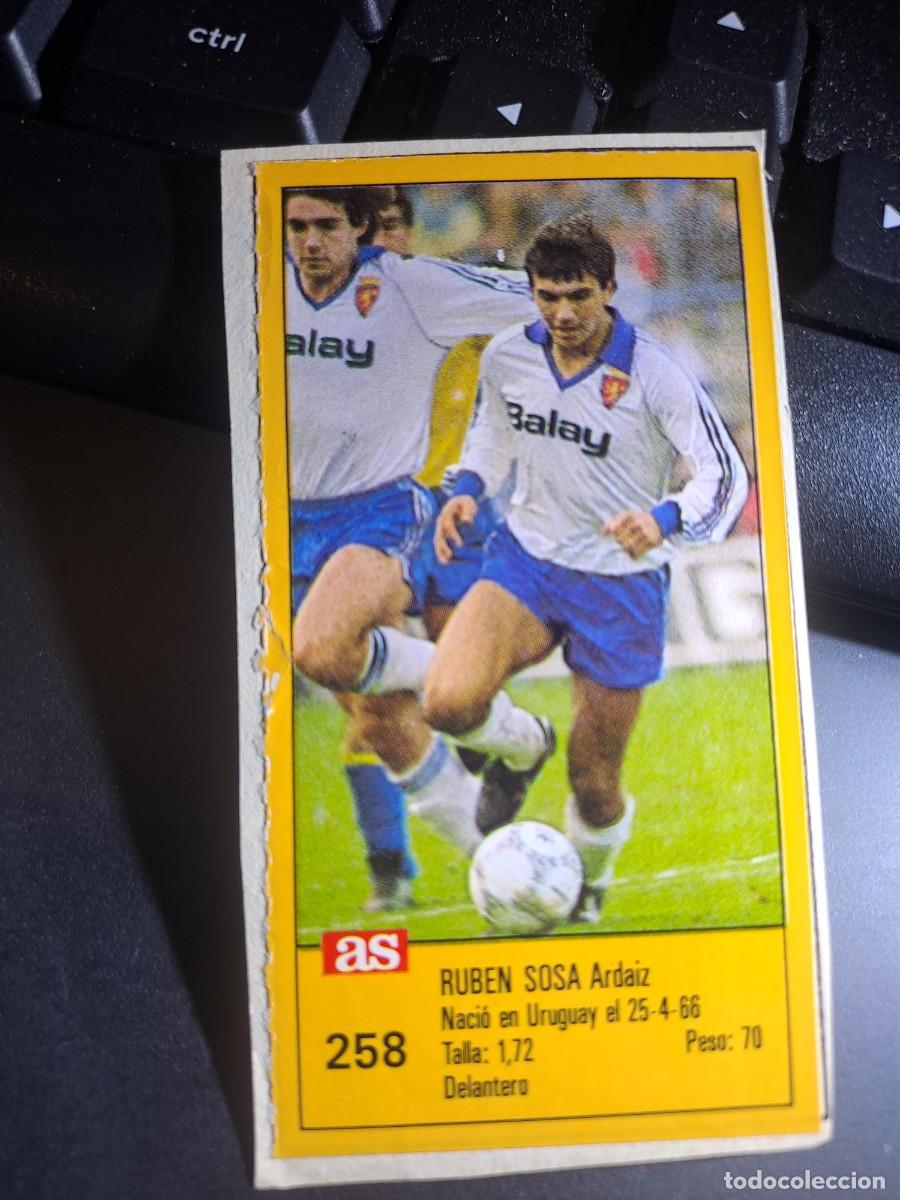 ctrl
alay
Balay
as
258
RUBEN SOSA Ardaiz
Nació en Uruguay el 25-4-66
Talla: 1,72 Peso: 70
Delantero
todocoleccion